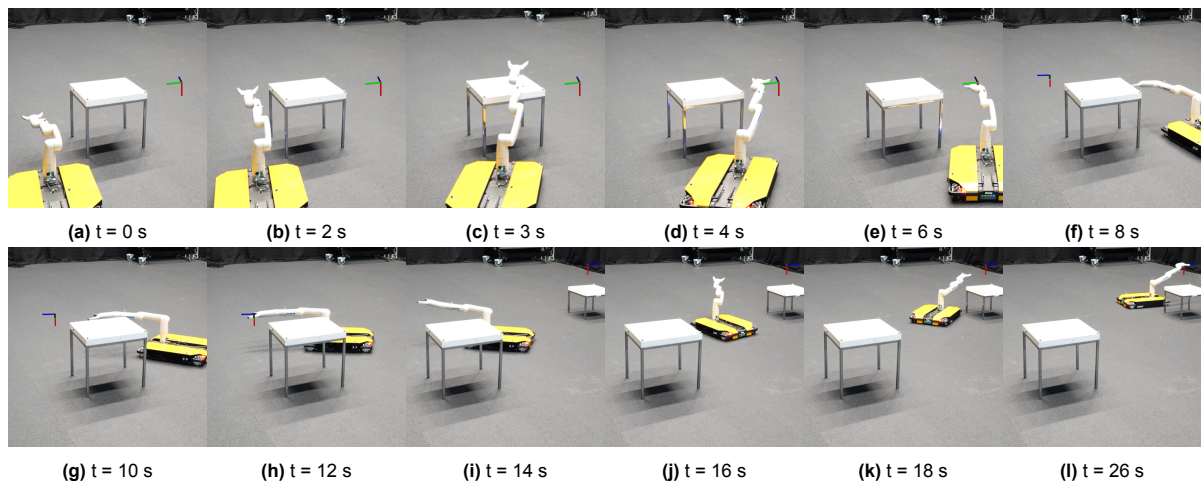 (a) t = 0 s (b) t = 2 s (c) t = 3 s (d) t = 4 s (e) t = 6 s (f) t = 8 s
(g) t = 10 s (h) t = 12 s (i) t = 14 s (j) t = 16 s (k) t = 18 s (l) t = 26 s